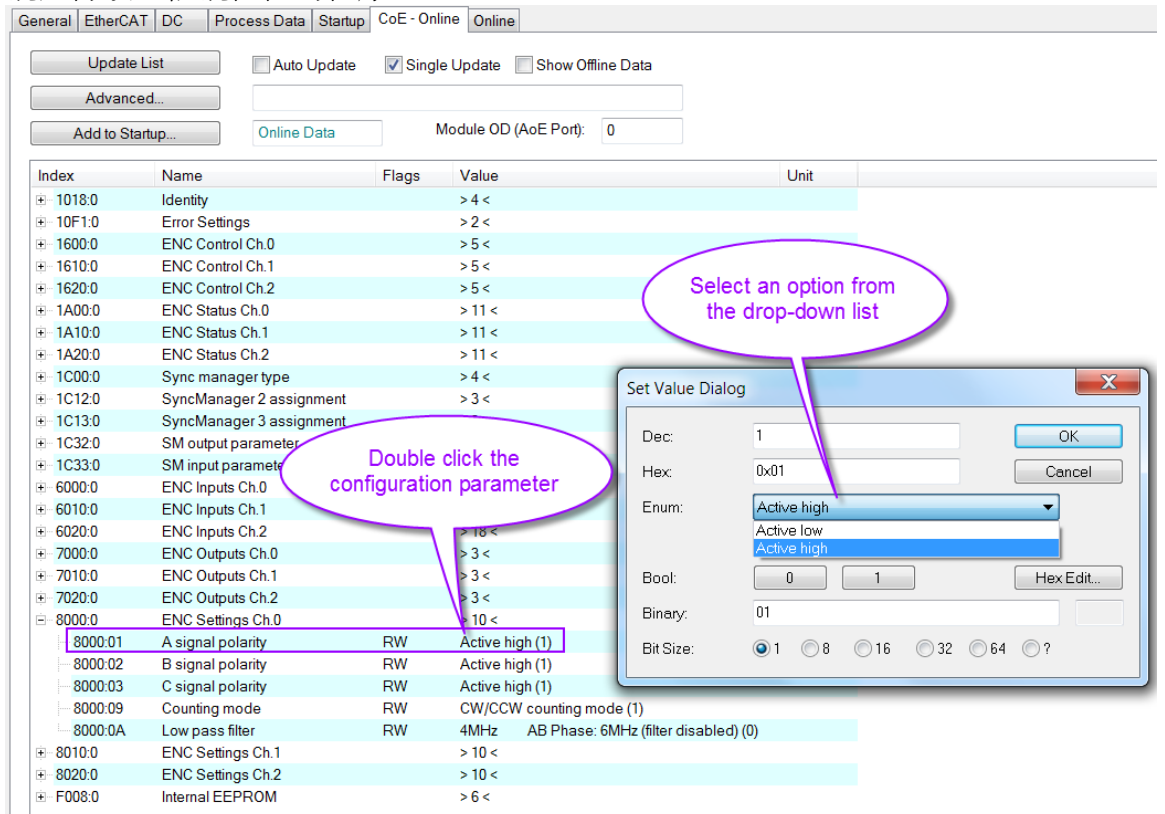 General EtherCAT DC Process Data Startup CoE - Online Online
Update List Auto Update Single Update Show Offline Data
Advanced...
Add to Startup... Online Data Module OD (AoE Port): 0
Index Name Flags Value Unit
1018:0 Identity > 4 <
10F1:0 Error Settings > 2 <
1600:0 ENC Control Ch.0 > 5 <
1610:0 ENC Control Ch.1 > 5 <
1620:0 ENC Control Ch.2 > 5 <
1A00:0 ENC Status Ch.0 > 11 <
1A10:0 ENC Status Ch.1 > 11 <
1A20:0 ENC Status Ch.2 > 11 <
1C00:0 Sync manager type > 4 <
1C12:0 SyncManager 2 assignment > 3 <
1C13:0 SyncManager 3 assignment
1C32:0 SM output parameter
1C33:0 SM input
6000:0 ENC Inputs Ch.0
6010:0 ENC Inputs Ch.1
6020:0 ENC Inputs Ch.2 > 18 <
7000:0 ENC Outputs Ch.0 > 3 <
7010:0 ENC Outputs Ch.1 > 3 <
7020:0 ENC Outputs Ch.2 > 3 <
8000:0 ENC Settings Ch.0 > 10 <
8000:01 A signal polarity RW Active high (1)
8000:02 B signal polarity RW Active high (1)
8000:03 C signal polarity RW Active high (1)
8000:09 Counting mode RW CW/CCW counting mode (1)
8000:0A Low pass filter RW 4MHz AB Phase: 6MHz (filter disabled) (0)
8010:0 ENC Settings Ch.1 > 10 <
8020:0 ENC Settings Ch.2 > 10 <
F008:0 Internal EEPROM > 6 <
Double click the
configuration parameter
Select an option from
the drop-down list
Set Value Dialog
Dec: 1 OK
Hex: 0x01 Cancel
Enum: Active high
Active low
Active high
Bool: 0 1 Hex Edit...
Binary: 01
Bit Size: 1 8 16 32 64 ?